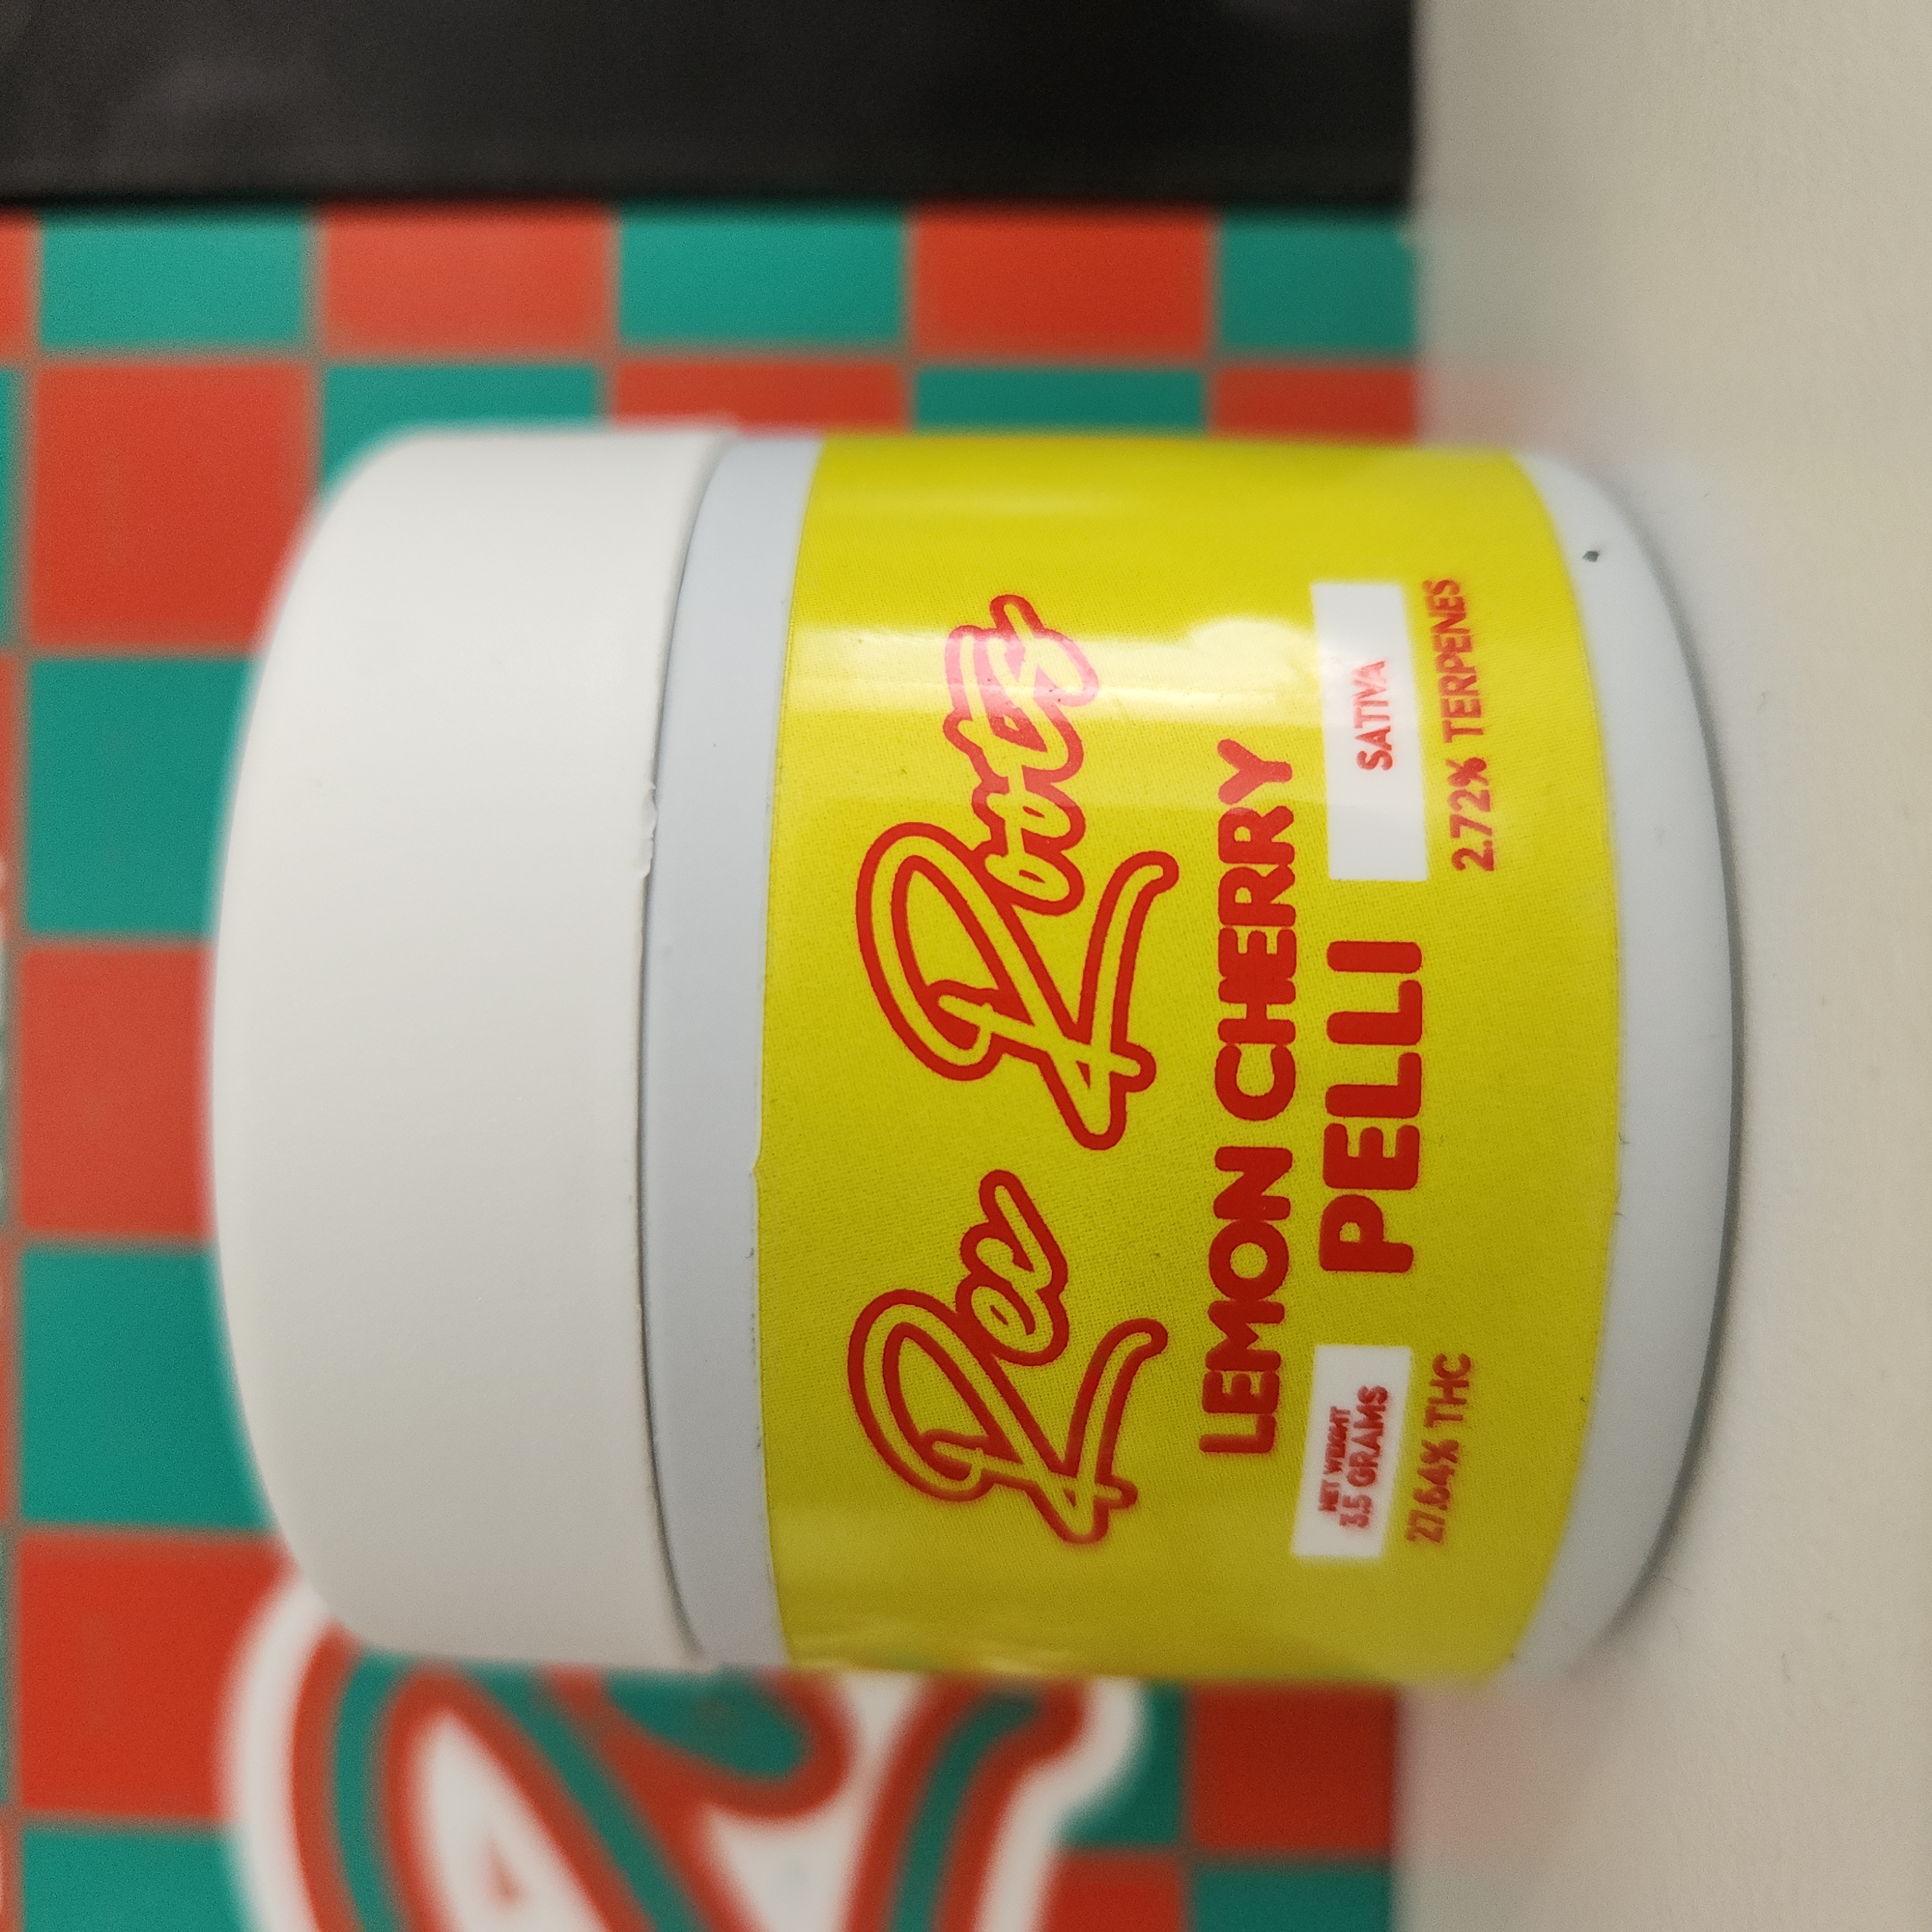 Rec Roots
LEMON CHERRY
PELLI
NET WEIGHT
3.5 GRAMS
SATIVA
27.64% THC
2.72% TERPENES